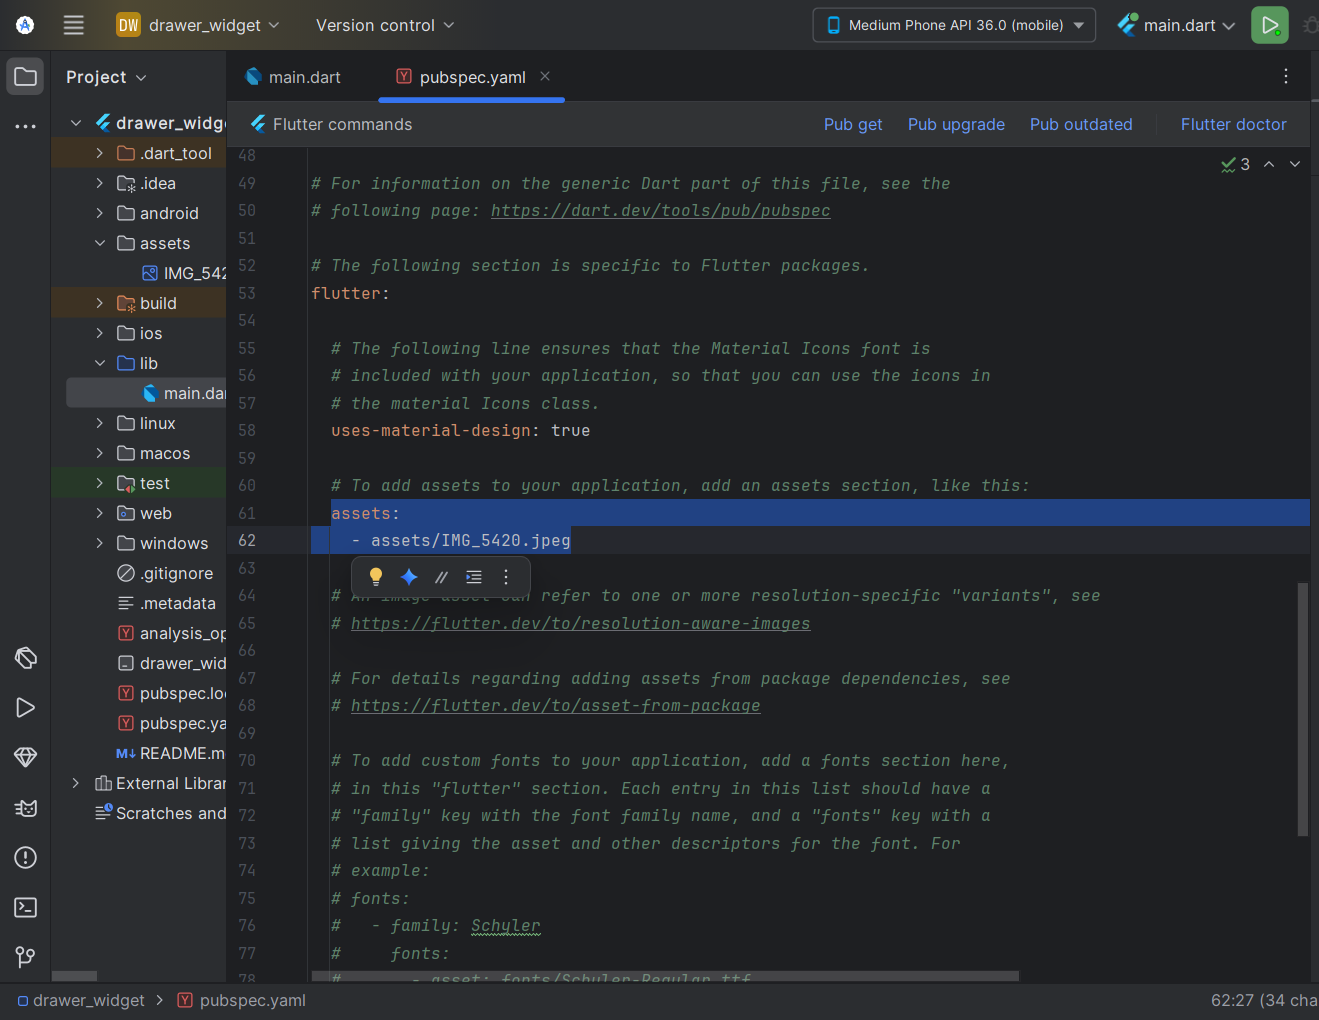 DW drawer_widget
Version control
Medium Phone API 36.0 (mobile)
main.dart
Project
main.dart
pubspec.yaml
Flutter commands
Pub get
Pub upgrade
Pub outdated
Flutter doctor
drawer_widge
.dart_tool
.idea
android
assets
IMG_542
build
ios
lib
main.da
linux
macos
test
web
windows
.gitignore
.metadata
analysis_op
drawer_wid
pubspec.lo
pubspec.ya
M↓ README.m
External Librar
Scratches and
3
48
49 # For information on the generic Dart part of this file, see the
50 # following page: https://dart.dev/tools/pub/pubspec
51
52 # The following section is specific to Flutter packages.
53 flutter:
54
55 # The following line ensures that the Material Icons font is
56 # included with your application, so that you can use the icons in
57 # the material Icons class.
58 uses-material-design: true
59
60 # To add assets to your application, add an assets section, like this:
61 assets:
62 - assets/IMG_5420.jpeg
63
64 # An image asset can refer to one or more resolution-specific "variants", see
65 # https://flutter.dev/to/resolution-aware-images
66
67 # For details regarding adding assets from package dependencies, see
68 # https://flutter.dev/to/asset-from-package
69
70 # To add custom fonts to your application, add a fonts section here,
71 # in this "flutter" section. Each entry in this list should have a
72 # "family" key with the font family name, and a "fonts" key with a
73 # list giving the asset and other descriptors for the font. For
74 # example:
75 # fonts:
76 # - family: Schyler
77 # fonts:
78 # - asset: fonts/Schyler-Regular.ttf
drawer_widget
pubspec.yaml
62:27 (34 cha